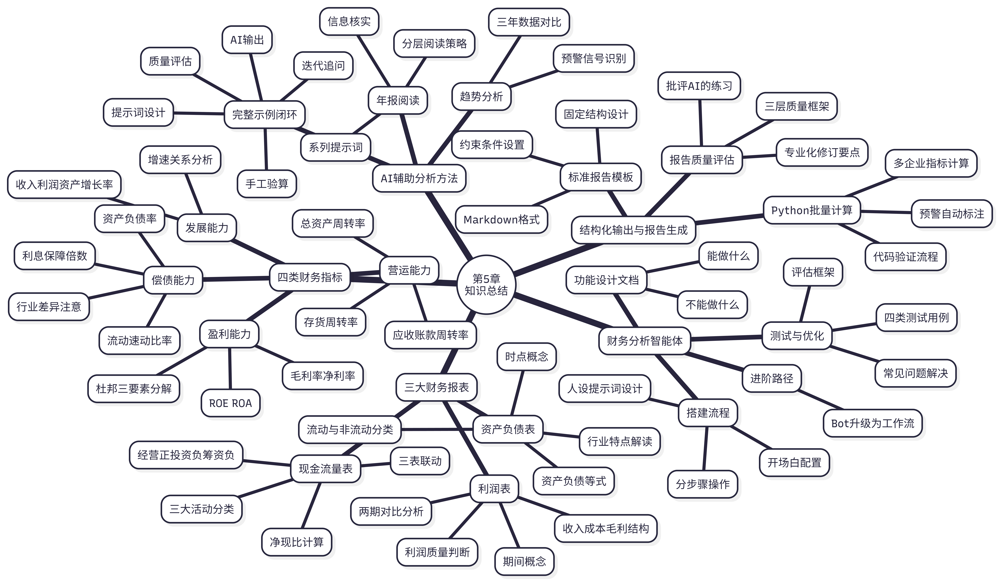 第5章
知识总结
三大财务报表
资产负债表
时点概念
流动与非流动分类
资产负债等式
行业特点解读
利润表
期间概念
收入成本毛利结构
两期对比分析
利润质量判断
现金流量表
三大活动分类
净现比计算
经营正投资负筹资负
三表联动
四类财务指标
偿债能力
资产负债率
流动速动比率
利息保障倍数
行业差异注意
盈利能力
毛利率净利率
ROE ROA
杜邦三要素分解
营运能力
应收账款周转率
存货周转率
总资产周转率
发展能力
收入利润资产增长率
增速关系分析
AI辅助分析方法
完整示例闭环
提示词设计
AI输出
质量评估
迭代追问
手工验算
年报阅读
分层阅读策略
系列提示词
信息核实
趋势分析
三年数据对比
预警信号识别
结构化输出与报告生成
标准报告模板
固定结构设计
约束条件设置
Markdown格式
报告质量评估
批评AI的练习
三层质量框架
专业化修订要点
Python批量计算
多企业指标计算
预警自动标注
代码验证流程
财务分析智能体
功能设计文档
能做什么
不能做什么
搭建流程
人设提示词设计
开场白配置
分步骤操作
测试与优化
评估框架
四类测试用例
常见问题解决
进阶路径
Bot升级为工作流